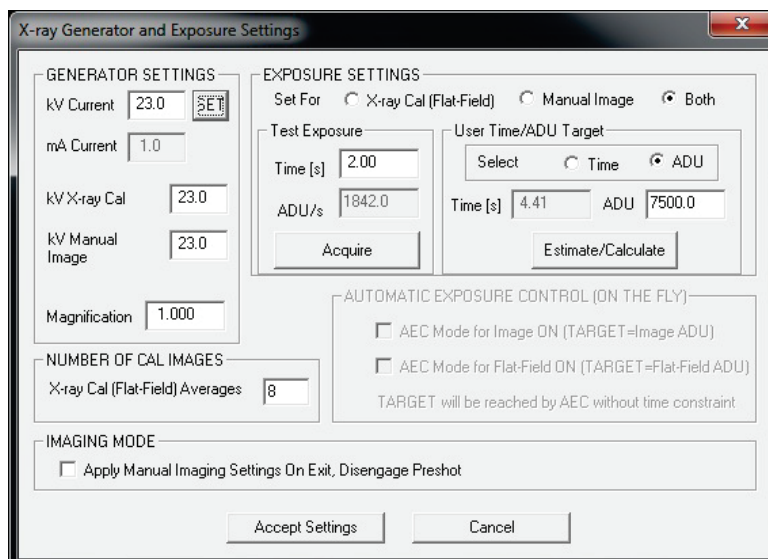 X-ray Generator and Exposure Settings
GENERATOR SETTINGS
kV Current 23.0 SET
mA Current 1.0
kV X-ray Cal 23.0
kV Manual Image 23.0
Magnification 1.000
EXPOSURE SETTINGS
Set For X-ray Cal (Flat-Field) Manual Image Both
Test Exposure
Time [s] 2.00
ADU/s 1842.0
Acquire
User Time/ADU Target
Select Time ADU
Time [s] 4.41 ADU 7500.0
Estimate/Calculate
AUTOMATIC EXPOSURE CONTROL (ON THE FLY)
AEC Mode for Image ON (TARGET=Image ADU)
AEC Mode for Flat-Field ON (TARGET=Flat-Field ADU)
TARGET will be reached by AEC without time constraint
NUMBER OF CAL IMAGES
X-ray Cal (Flat-Field) Averages 8
IMAGING MODE
Apply Manual Imaging Settings On Exit, Disengage Preshot
Accept Settings Cancel